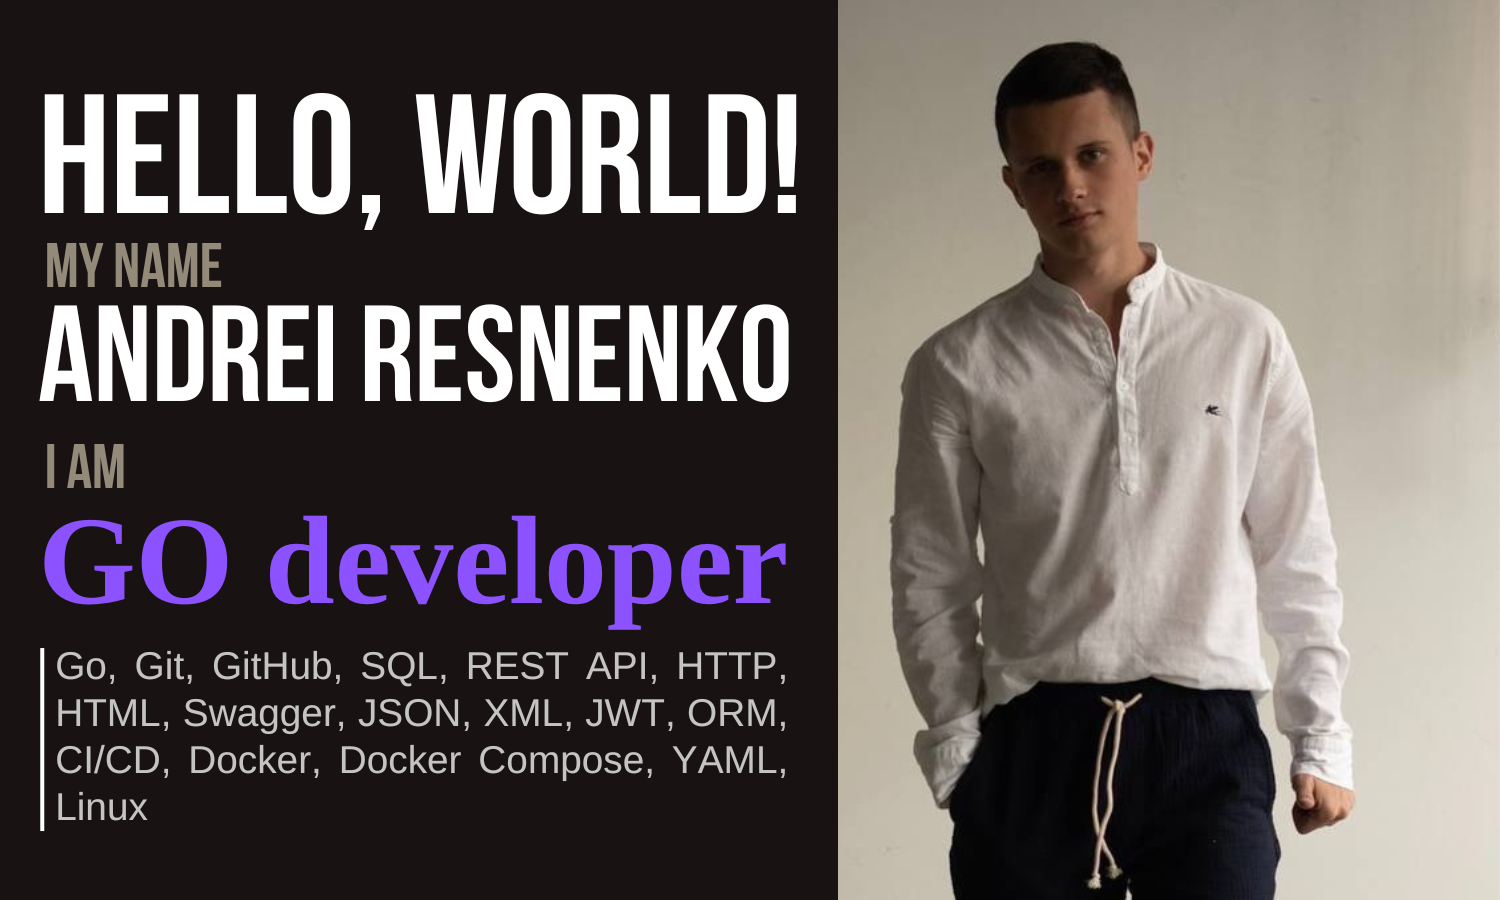 HELLO, WORLD!
MY NAME
ANDREI RESNENKO
I AM
GO developer
Go, Git, GitHub, SQL, REST API, HTTP,
HTML, Swagger, JSON, XML, JWT, ORM,
CI/CD, Docker, Docker Compose, YAML,
Linux